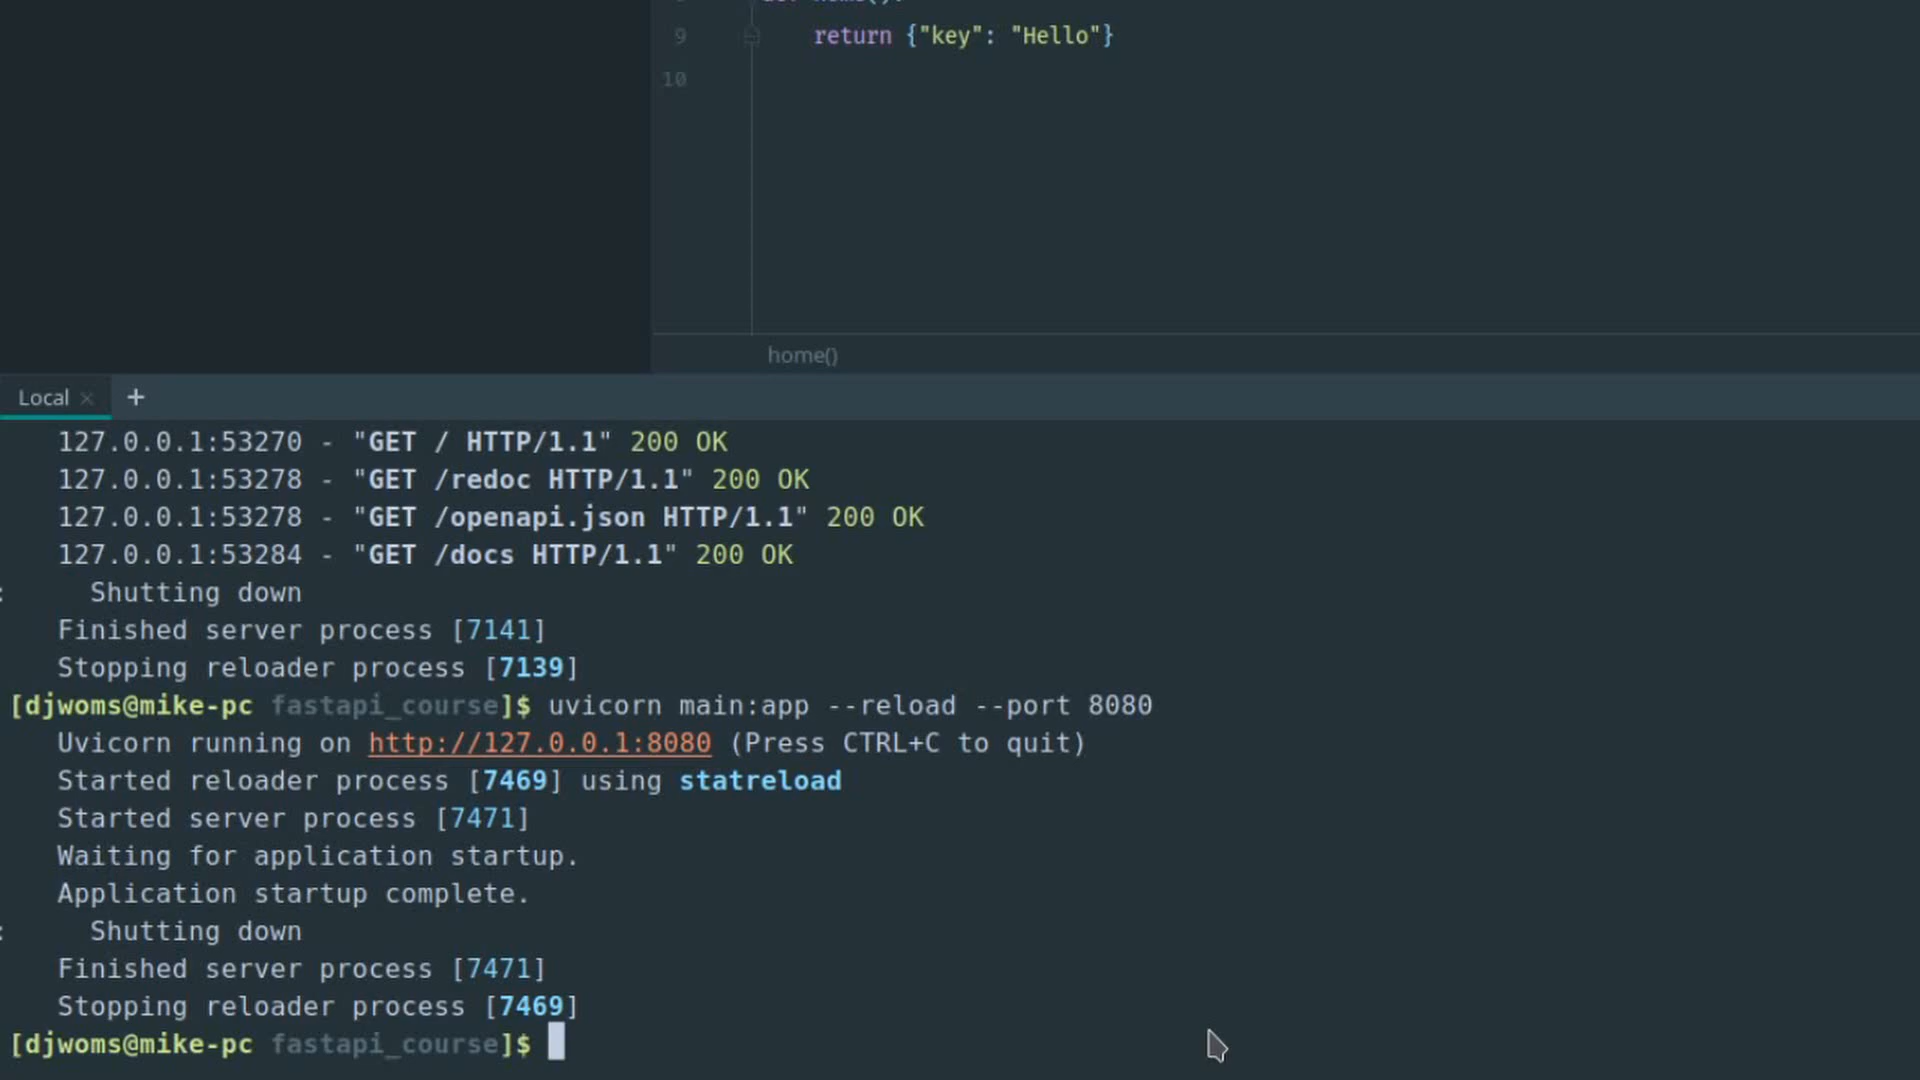 9 return {"key": "Hello"}
10
home()
Local × +
127.0.0.1:53270 - "GET / HTTP/1.1" 200 OK
127.0.0.1:53278 - "GET /redoc HTTP/1.1" 200 OK
127.0.0.1:53278 - "GET /openapi.json HTTP/1.1" 200 OK
127.0.0.1:53284 - "GET /docs HTTP/1.1" 200 OK
: Shutting down
Finished server process [7141]
Stopping reloader process [7139]
[djwoms@mike-pc fastapi_course]$ uvicorn main:app --reload --port 8080
Uvicorn running on http://127.0.0.1:8080 (Press CTRL+C to quit)
Started reloader process [7469] using statreload
Started server process [7471]
Waiting for application startup.
Application startup complete.
: Shutting down
Finished server process [7471]
Stopping reloader process [7469]
[djwoms@mike-pc fastapi_course]$